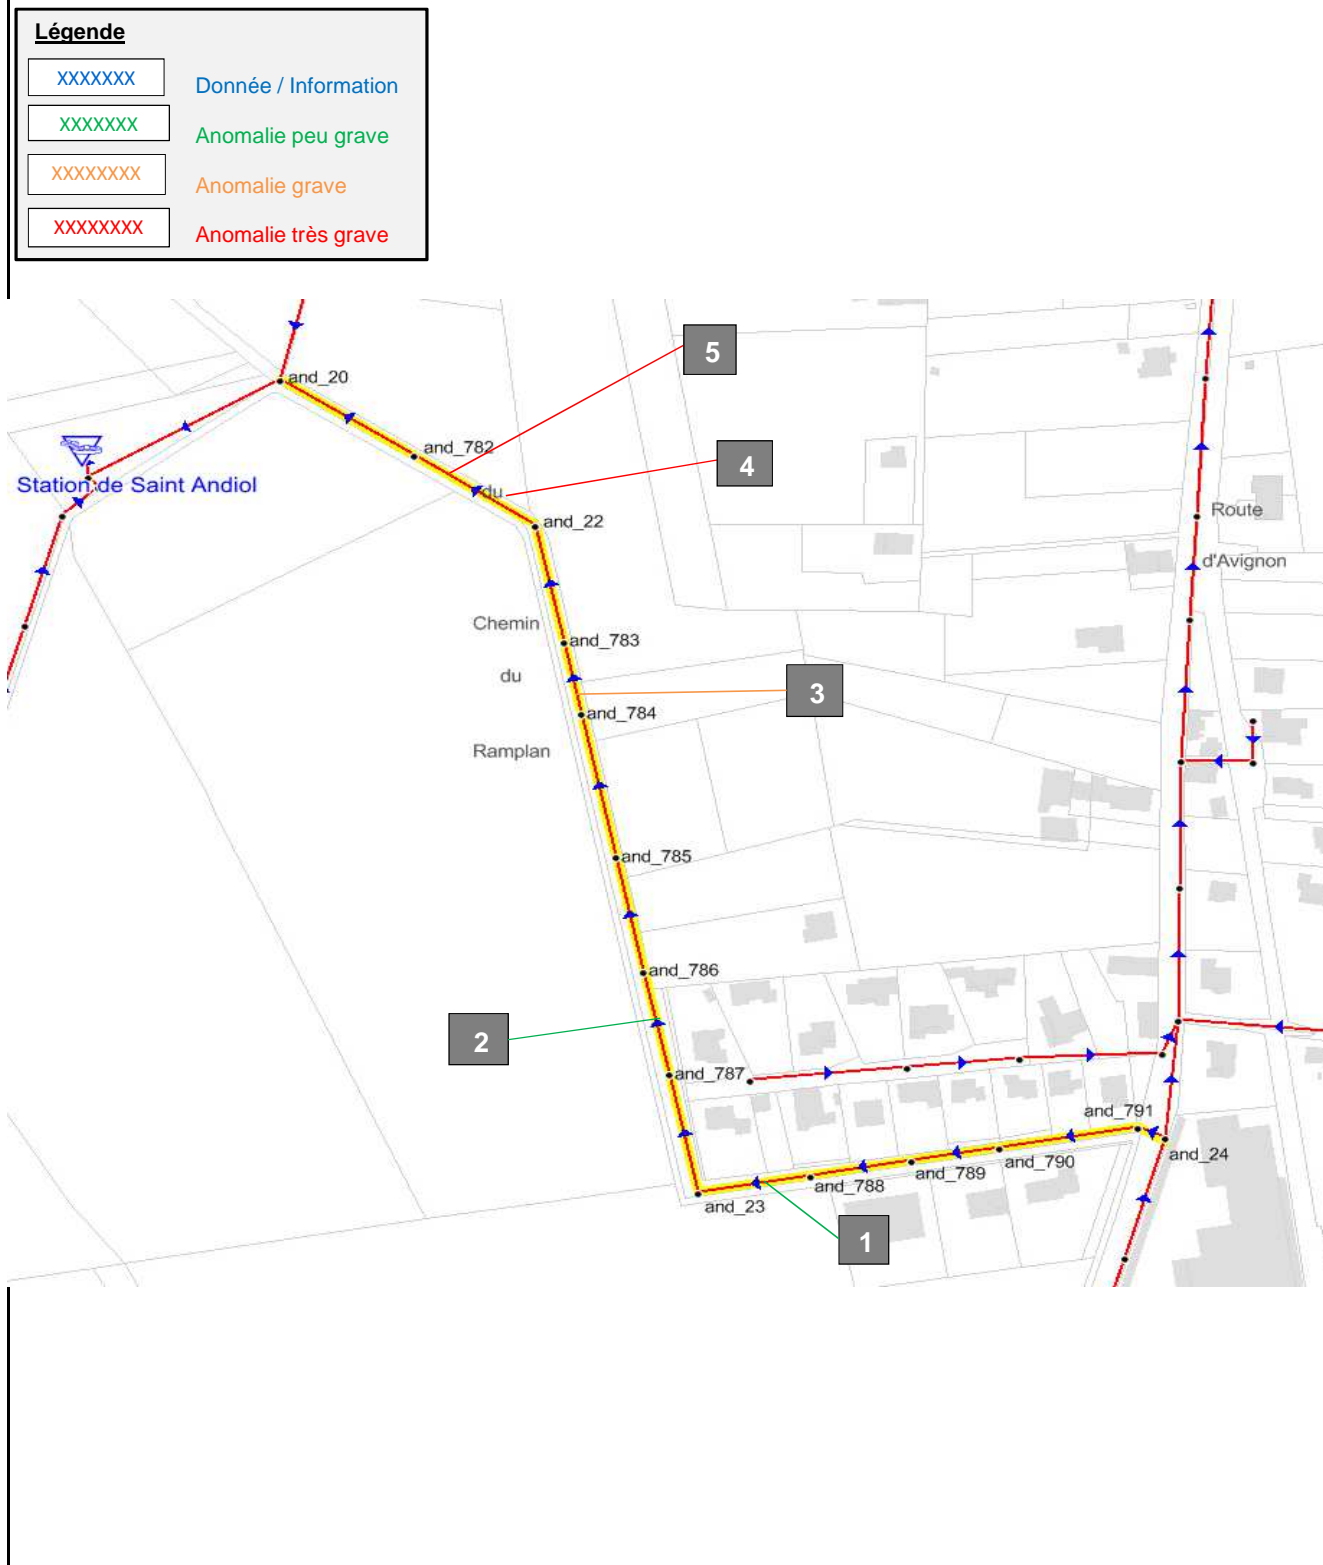 Légende
XXXXXXX
Donnée / Information
XXXXXXX
Anomalie peu grave
XXXXXXXX
Anomalie grave
XXXXXXXX
Anomalie très grave
5
and_20
and_782
4
Station de Saint Andiol
du
and_22
Route
d'Avignon
Chemin
and_783
du
3
and_784
Ramplan
and_785
and_786
2
and_787
and_791
and_24
and_790
and_789
and_788
and_23
1